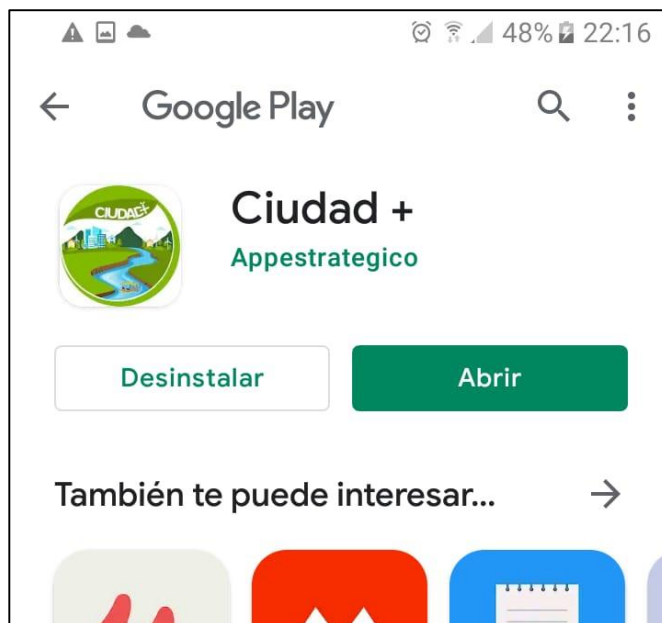 48% 22:16
Google Play
CIUDAD+
Ciudad +
Appestrategico
Desinstalar
Abrir
También te puede interesar...